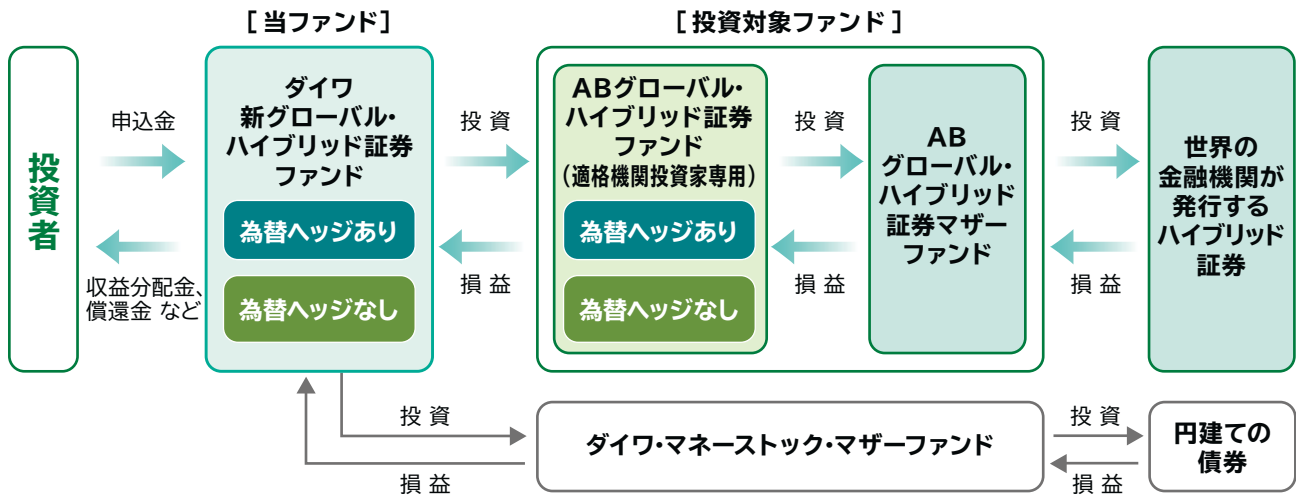 [当ファンド]
[投資対象ファンド]
投資者
申込金
収益分配金、
償還金 など
ダイワ
新グローバル・
ハイブリッド証券
ファンド
為替ヘッジあり
為替ヘッジなし
投 資
損 益
ABグローバル・
ハイブリッド証券
ファンド
(適格機関投資家専用)
為替ヘッジあり
為替ヘッジなし
投 資
損 益
AB
グローバル・
ハイブリッド
証券マザー
ファンド
投 資
損 益
世界の
金融機関が
発行する
ハイブリッド
証券
投 資
損 益
ダイワ・マネーストック・マザーファンド
投 資
損 益
円建ての
債券